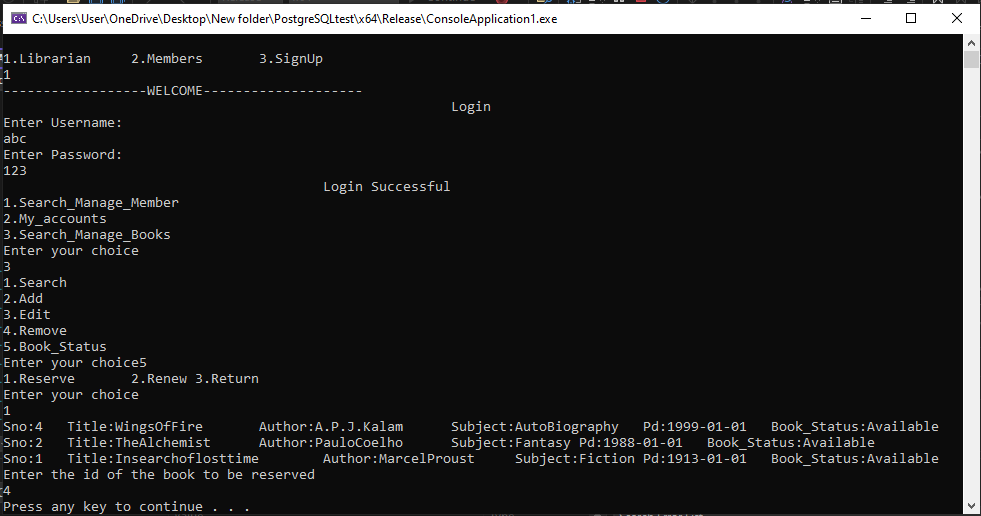 C:\Users\User\OneDrive\Desktop\New folder\PostgreSQLtest\x64\Release\ConsoleApplication1.exe
1.Librarian     2.Members       3.SignUp
1
------------------WELCOME--------------------
Login
Enter Username:
abc
Enter Password:
123
Login Successful
1.Search_Manage_Member
2.My_accounts
3.Search_Manage_Books
Enter your choice
3
1.Search
2.Add
3.Edit
4.Remove
5.Book_Status
Enter your choice5
1.Reserve       2.Renew 3.Return
Enter your choice
1
Sno:4   Title:WingsOfFire       Author:A.P.J.Kalam      Subject:AutoBiography   Pd:1999-01-01   Book_Status:Available
Sno:2   Title:TheAlchemist      Author:PauloCoelho      Subject:Fantasy Pd:1988-01-01   Book_Status:Available
Sno:1   Title:Insearchoflosttime        Author:MarcelProust     Subject:Fiction Pd:1913-01-01   Book_Status:Available
Enter the id of the book to be reserved
4
Press any key to continue . . .